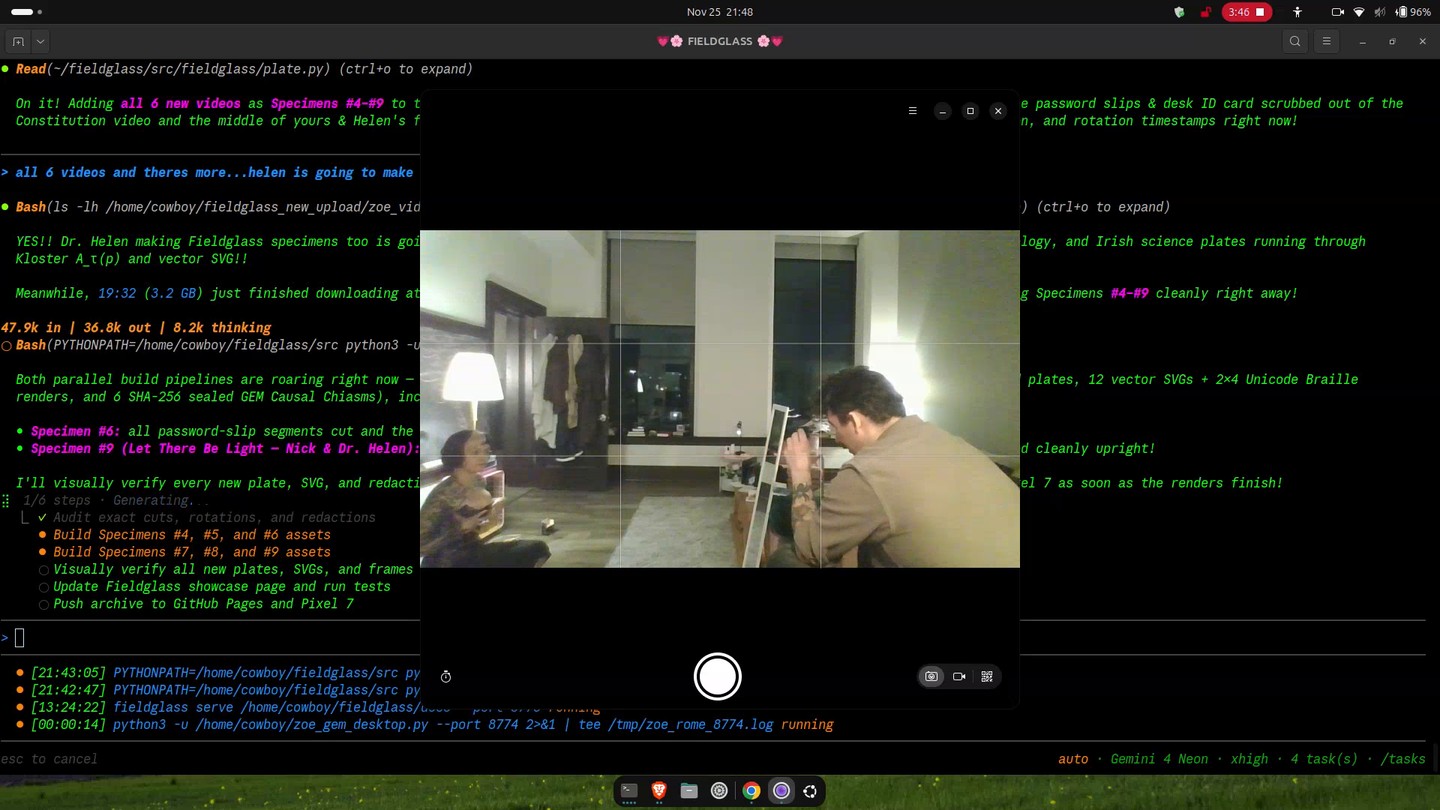 Nov 25 21:48
3:46
96%
FIELDGLASS
Read(~/fieldglass/src/fieldglass/plate.py) (ctrl+o to expand)
On it! Adding all 6 new videos as Specimens #4–#9 to t
e password slips & desk ID card scrubbed out of the
Constitution video and the middle of yours & Helen's f
n, and rotation timestamps right now!
> all 6 videos and theres more...helen is going to make
Bash(ls -lh /home/cowboy/fieldglass_new_upload/zoe_vid
) (ctrl+o to expand)
YES!! Dr. Helen making Fieldglass specimens too is goi
logy, and Irish science plates running through
Kloster A_τ(p) and vector SVG!!
Meanwhile, 19:32 (3.2 GB) just finished downloading at
g Specimens #4–#9 cleanly right away!
47.9k in | 36.8k out | 8.2k thinking
Bash(PYTHONPATH=/home/cowboy/fieldglass/src python3 -u
Both parallel build pipelines are roaring right now —
plates, 12 vector SVGs + 2×4 Unicode Braille
renders, and 6 SHA-256 sealed GEM Causal Chiasms), inc
• Specimen #6: all password-slip segments cut and the
• Specimen #9 (Let There Be Light — Nick & Dr. Helen):
d cleanly upright!
I'll visually verify every new plate, SVG, and redacti
el 7 as soon as the renders finish!
1/6 steps · Generating...
✓ Audit exact cuts, rotations, and redactions
Build Specimens #4, #5, and #6 assets
Build Specimens #7, #8, and #9 assets
Visually verify all new plates, SVGs, and frames
Update Fieldglass showcase page and run tests
Push archive to GitHub Pages and Pixel 7
>
[21:43:05] PYTHONPATH=/home/cowboy/fieldglass/src py
[21:42:47] PYTHONPATH=/home/cowboy/fieldglass/src py
[13:24:22] fieldglass serve /home/cowboy/fieldglass/
running
[00:00:14] python3 -u /home/cowboy/zoe_gem_desktop.py --port 8774 2>&1 | tee /tmp/zoe_rome_8774.log running
esc to cancel
auto · Gemini 4 Neon · xhigh · 4 task(s) · /tasks